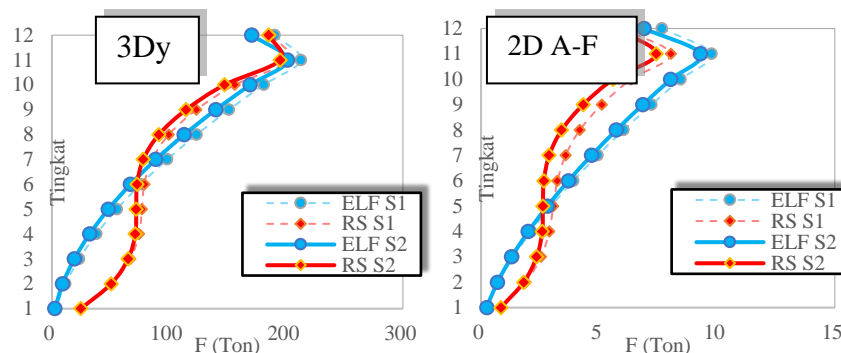 3Dy
12
11
10
9
8
7
6
5
4
3
2
1
Tingkat
ELF S1
RS S1
ELF S2
RS S2
0
100
200
300
F (Ton)
2D A-F
12
11
10
9
8
7
6
5
4
3
2
1
Tingkat
ELF S1
RS S1
ELF S2
RS S2
0
5
10
15
F (Ton)